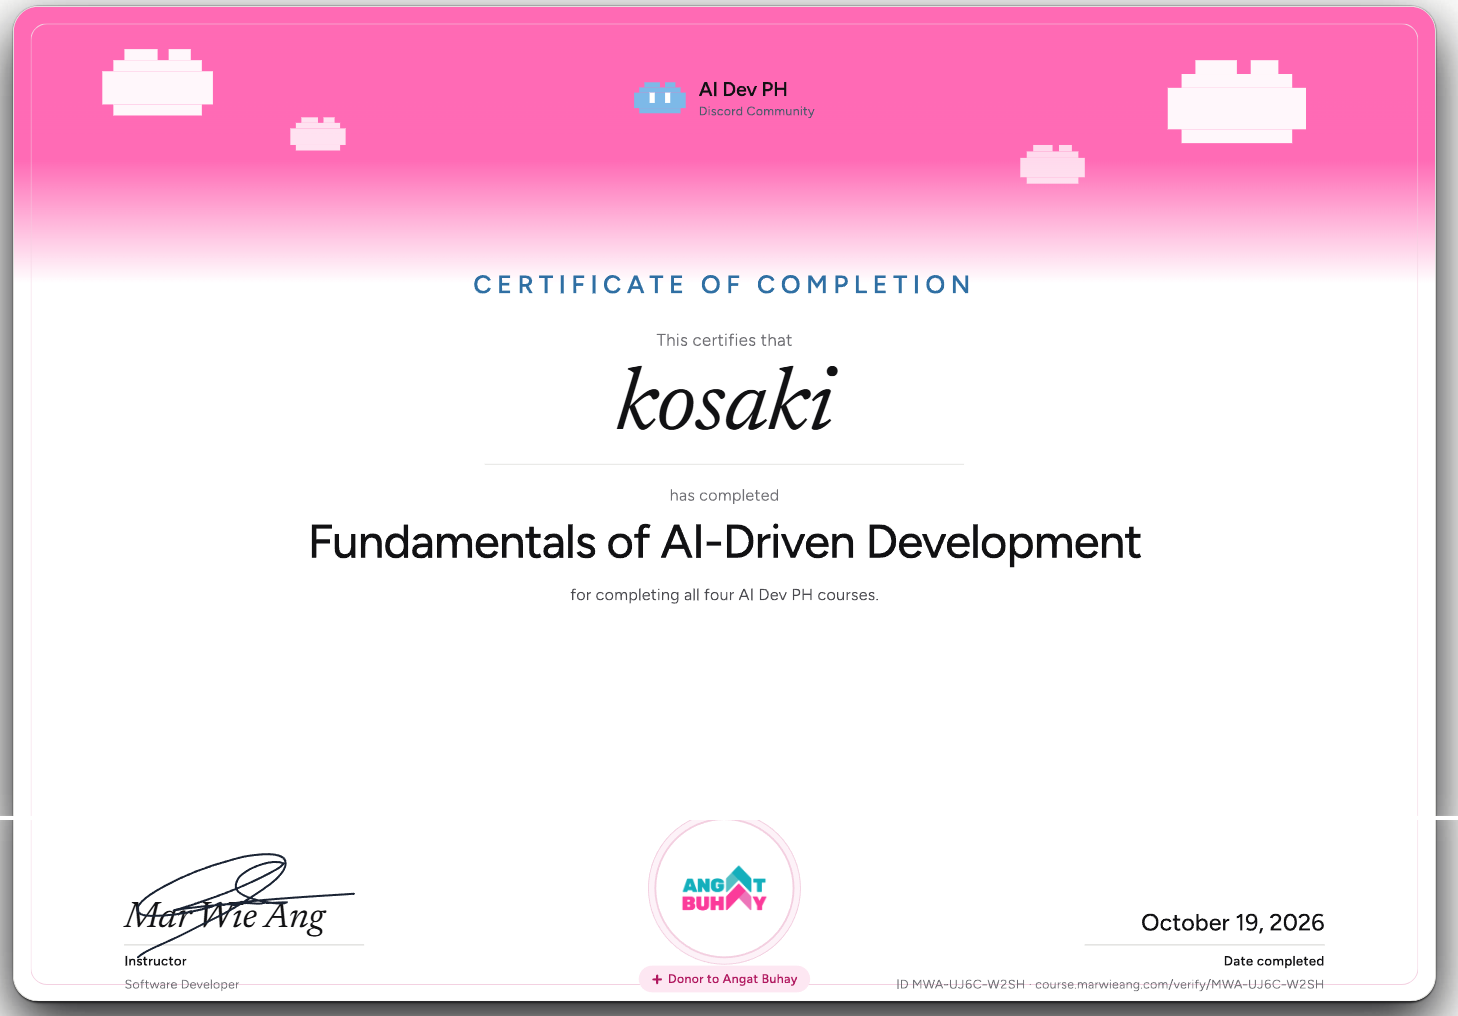 AI Dev PH
Discord Community
CERTIFICATE OF COMPLETION
This certifies that
kosaki
has completed
Fundamentals of AI-Driven Development
for completing all four AI Dev PH courses.
Mar Wie Ang
Instructor
Software Developer
ANGAT
BUHAY
+ Donor to Angat Buhay
October 19, 2026
Date completed
ID MWA-UJ6C-W2SH · course.marwieang.com/verify/MWA-UJ6C-W2SH